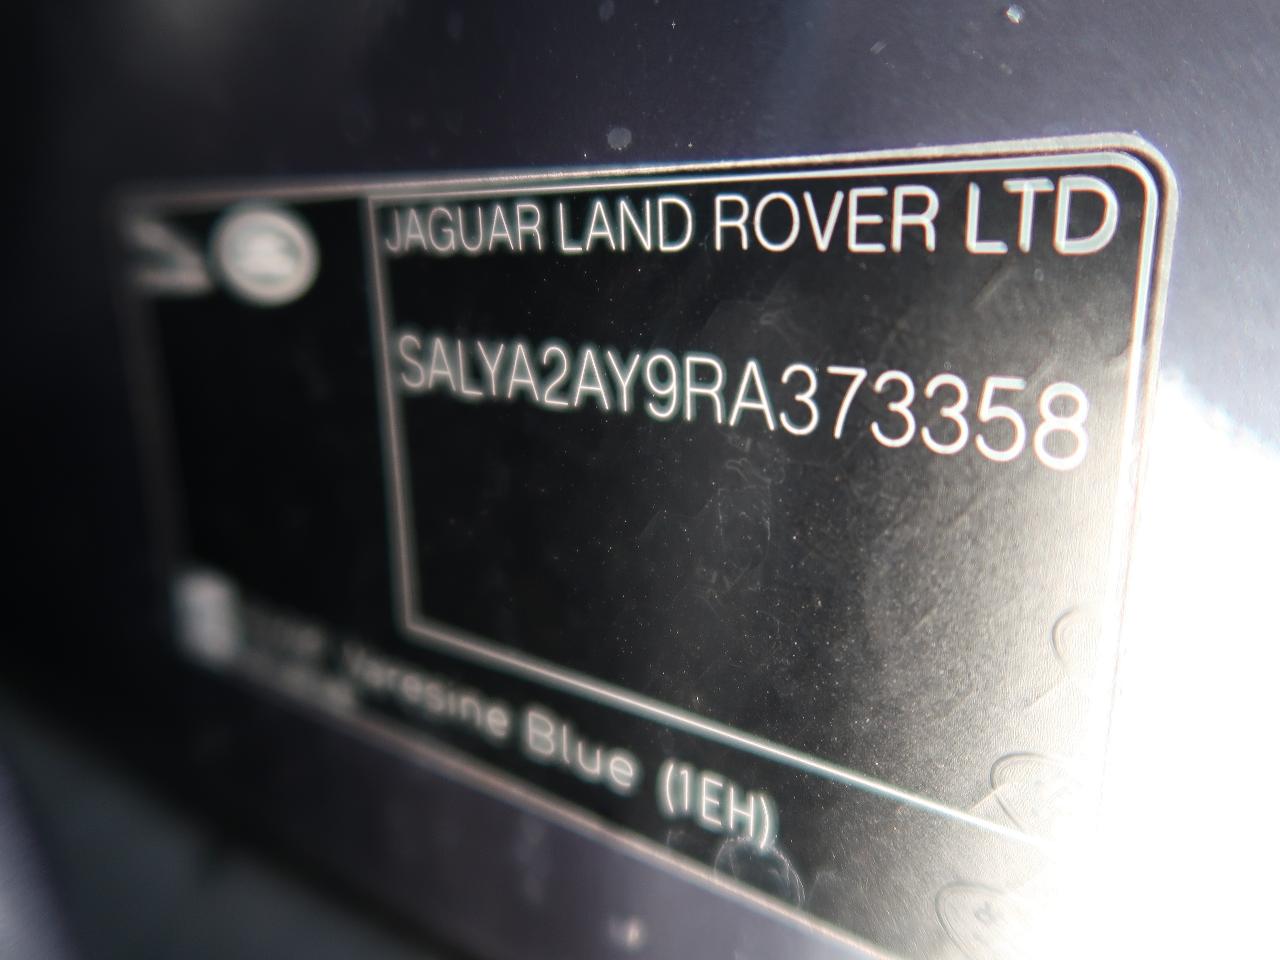 JAGUAR LAND ROVER LTD
SALYA2AY9RA373358
Varesine Blue (1EH)